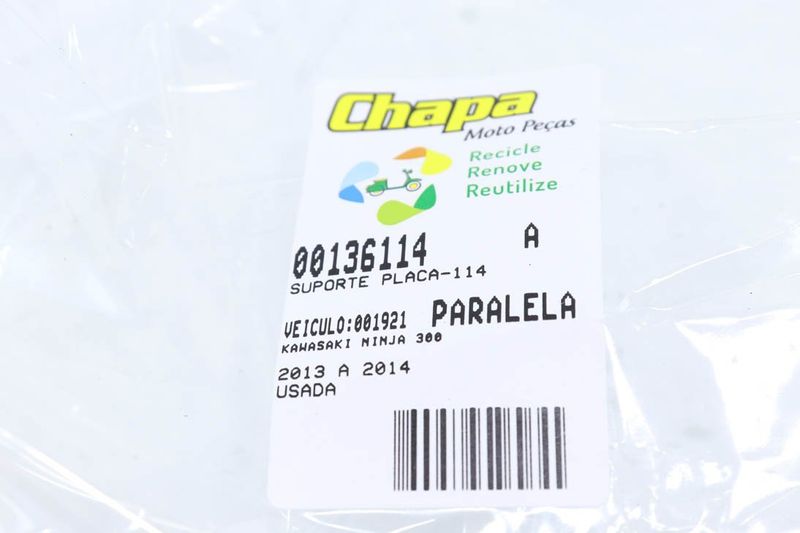 Chapa
Moto Peças
Recicle
Renove
Reutilize
00136114 A
SUPORTE PLACA-114
VEICULO:001921 PARALELA
KAWASAKI NINJA 300
2013 A 2014
USADA